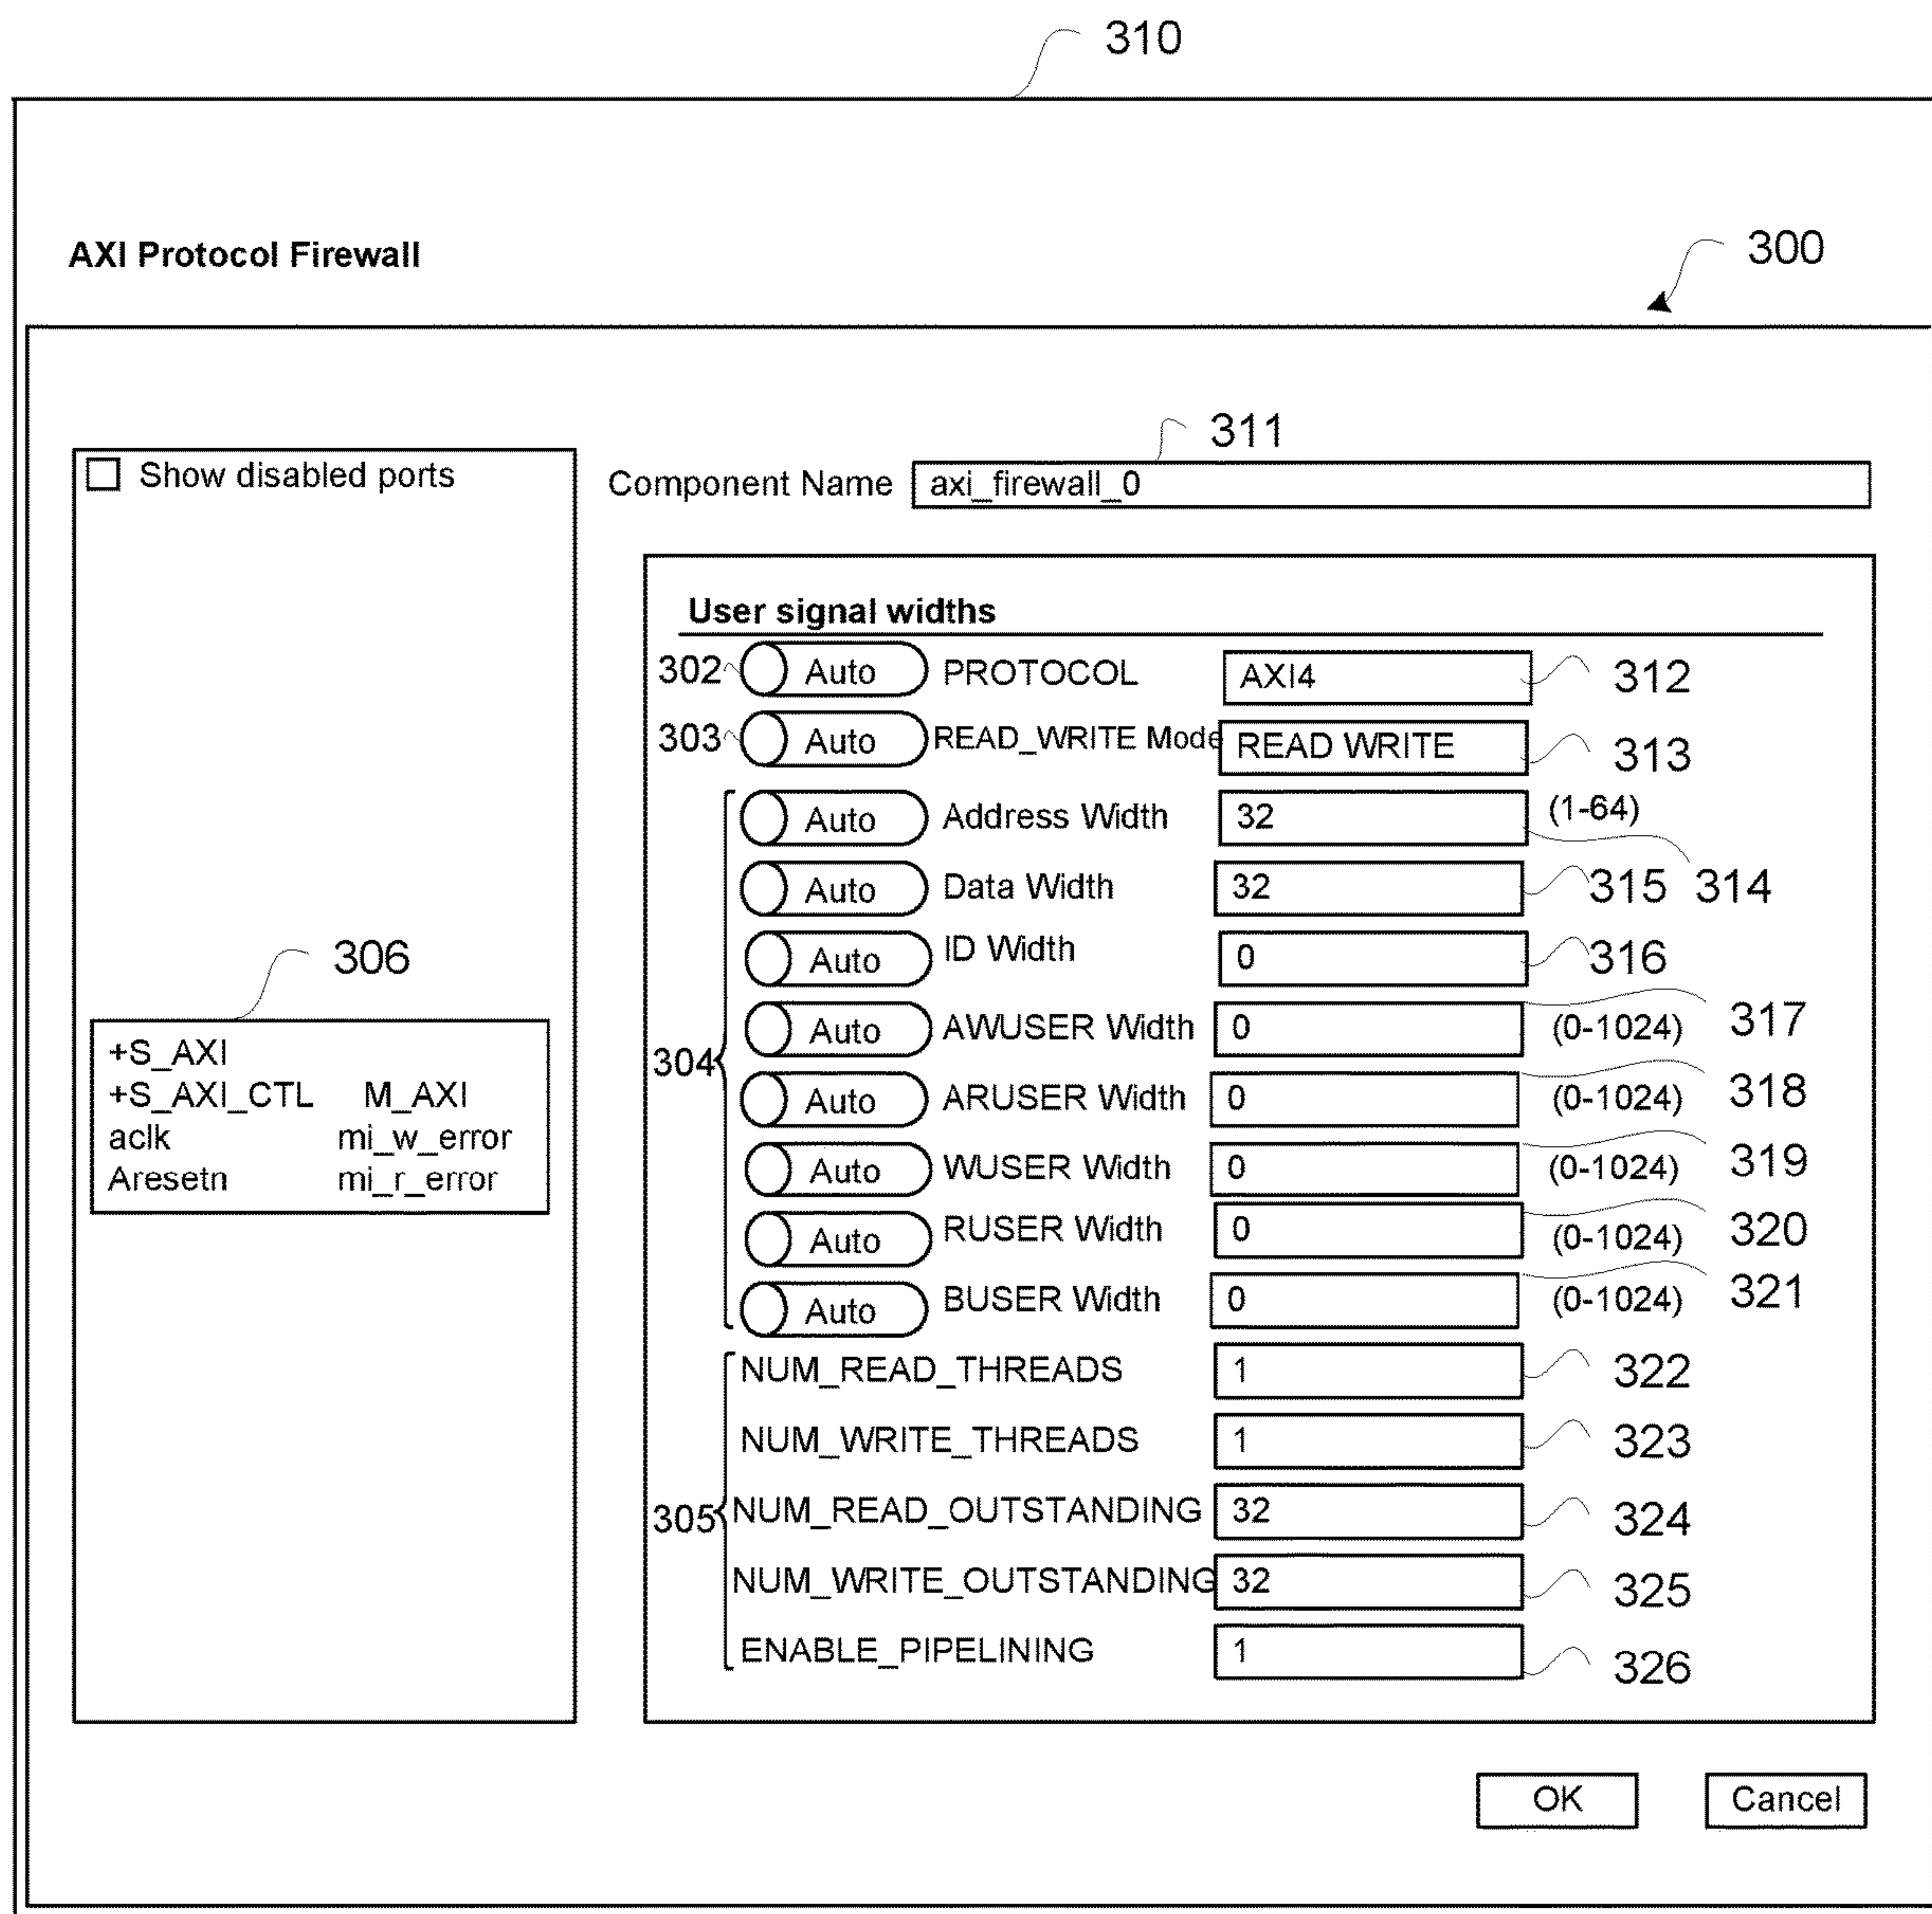 310
AXI Protocol Firewall
300
311
Show disabled ports
Component Name axi_firewall_0
User signal widths
302 Auto PROTOCOL AXI4 312
303 Auto READ_WRITE Mode READ WRITE 313
304
Auto Address Width 32 (1-64)
Auto Data Width 32 315 314
Auto ID Width 0 316
Auto AWUSER Width 0 (0-1024) 317
Auto ARUSER Width 0 (0-1024) 318
Auto WUSER Width 0 (0-1024) 319
Auto RUSER Width 0 (0-1024) 320
Auto BUSER Width 0 (0-1024) 321
305
NUM_READ_THREADS 1 322
NUM_WRITE_THREADS 1 323
NUM_READ_OUTSTANDING 32 324
NUM_WRITE_OUTSTANDING 32 325
ENABLE_PIPELINING 1 326
306
+S_AXI
+S_AXI_CTL M_AXI
aclk mi_w_error
Aresetn mi_r_error
OK Cancel